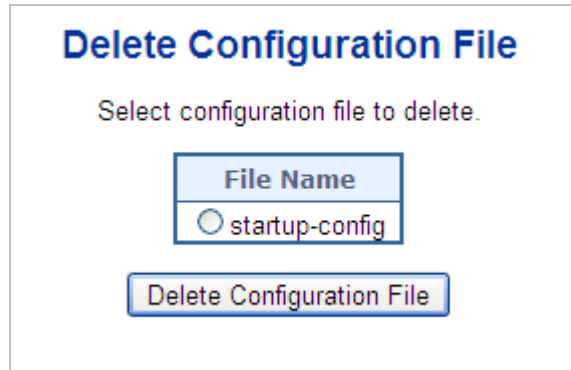 Delete Configuration File
Select configuration file to delete.
File Name
startup-config
Delete Configuration File